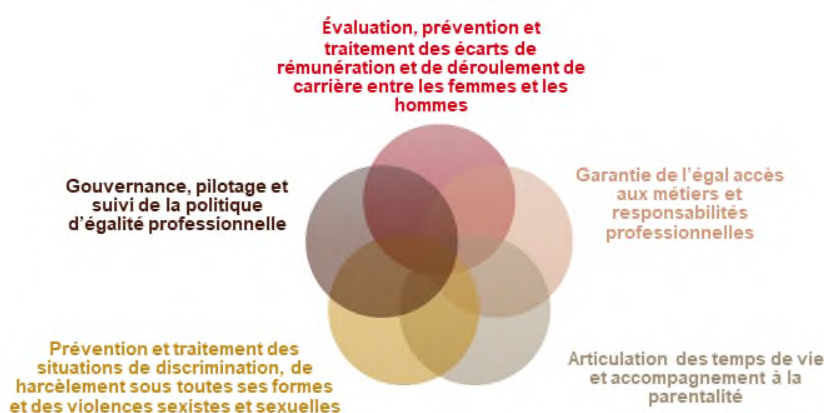 Évaluation, prévention et
traitement des écarts de
rémunération et de déroulement de
carrière entre les femmes et les
hommes
Gouvernance, pilotage et
suivi de la politique
d'égalité professionnelle
Garantie de l'égal accès
aux métiers et
responsabilités
professionnelles
Prévention et traitement des
situations de discrimination, de
harcèlement sous toutes ses formes
et des violences sexistes et sexuelles
Articulation des temps de vie
et accompagnement à la
parentalité